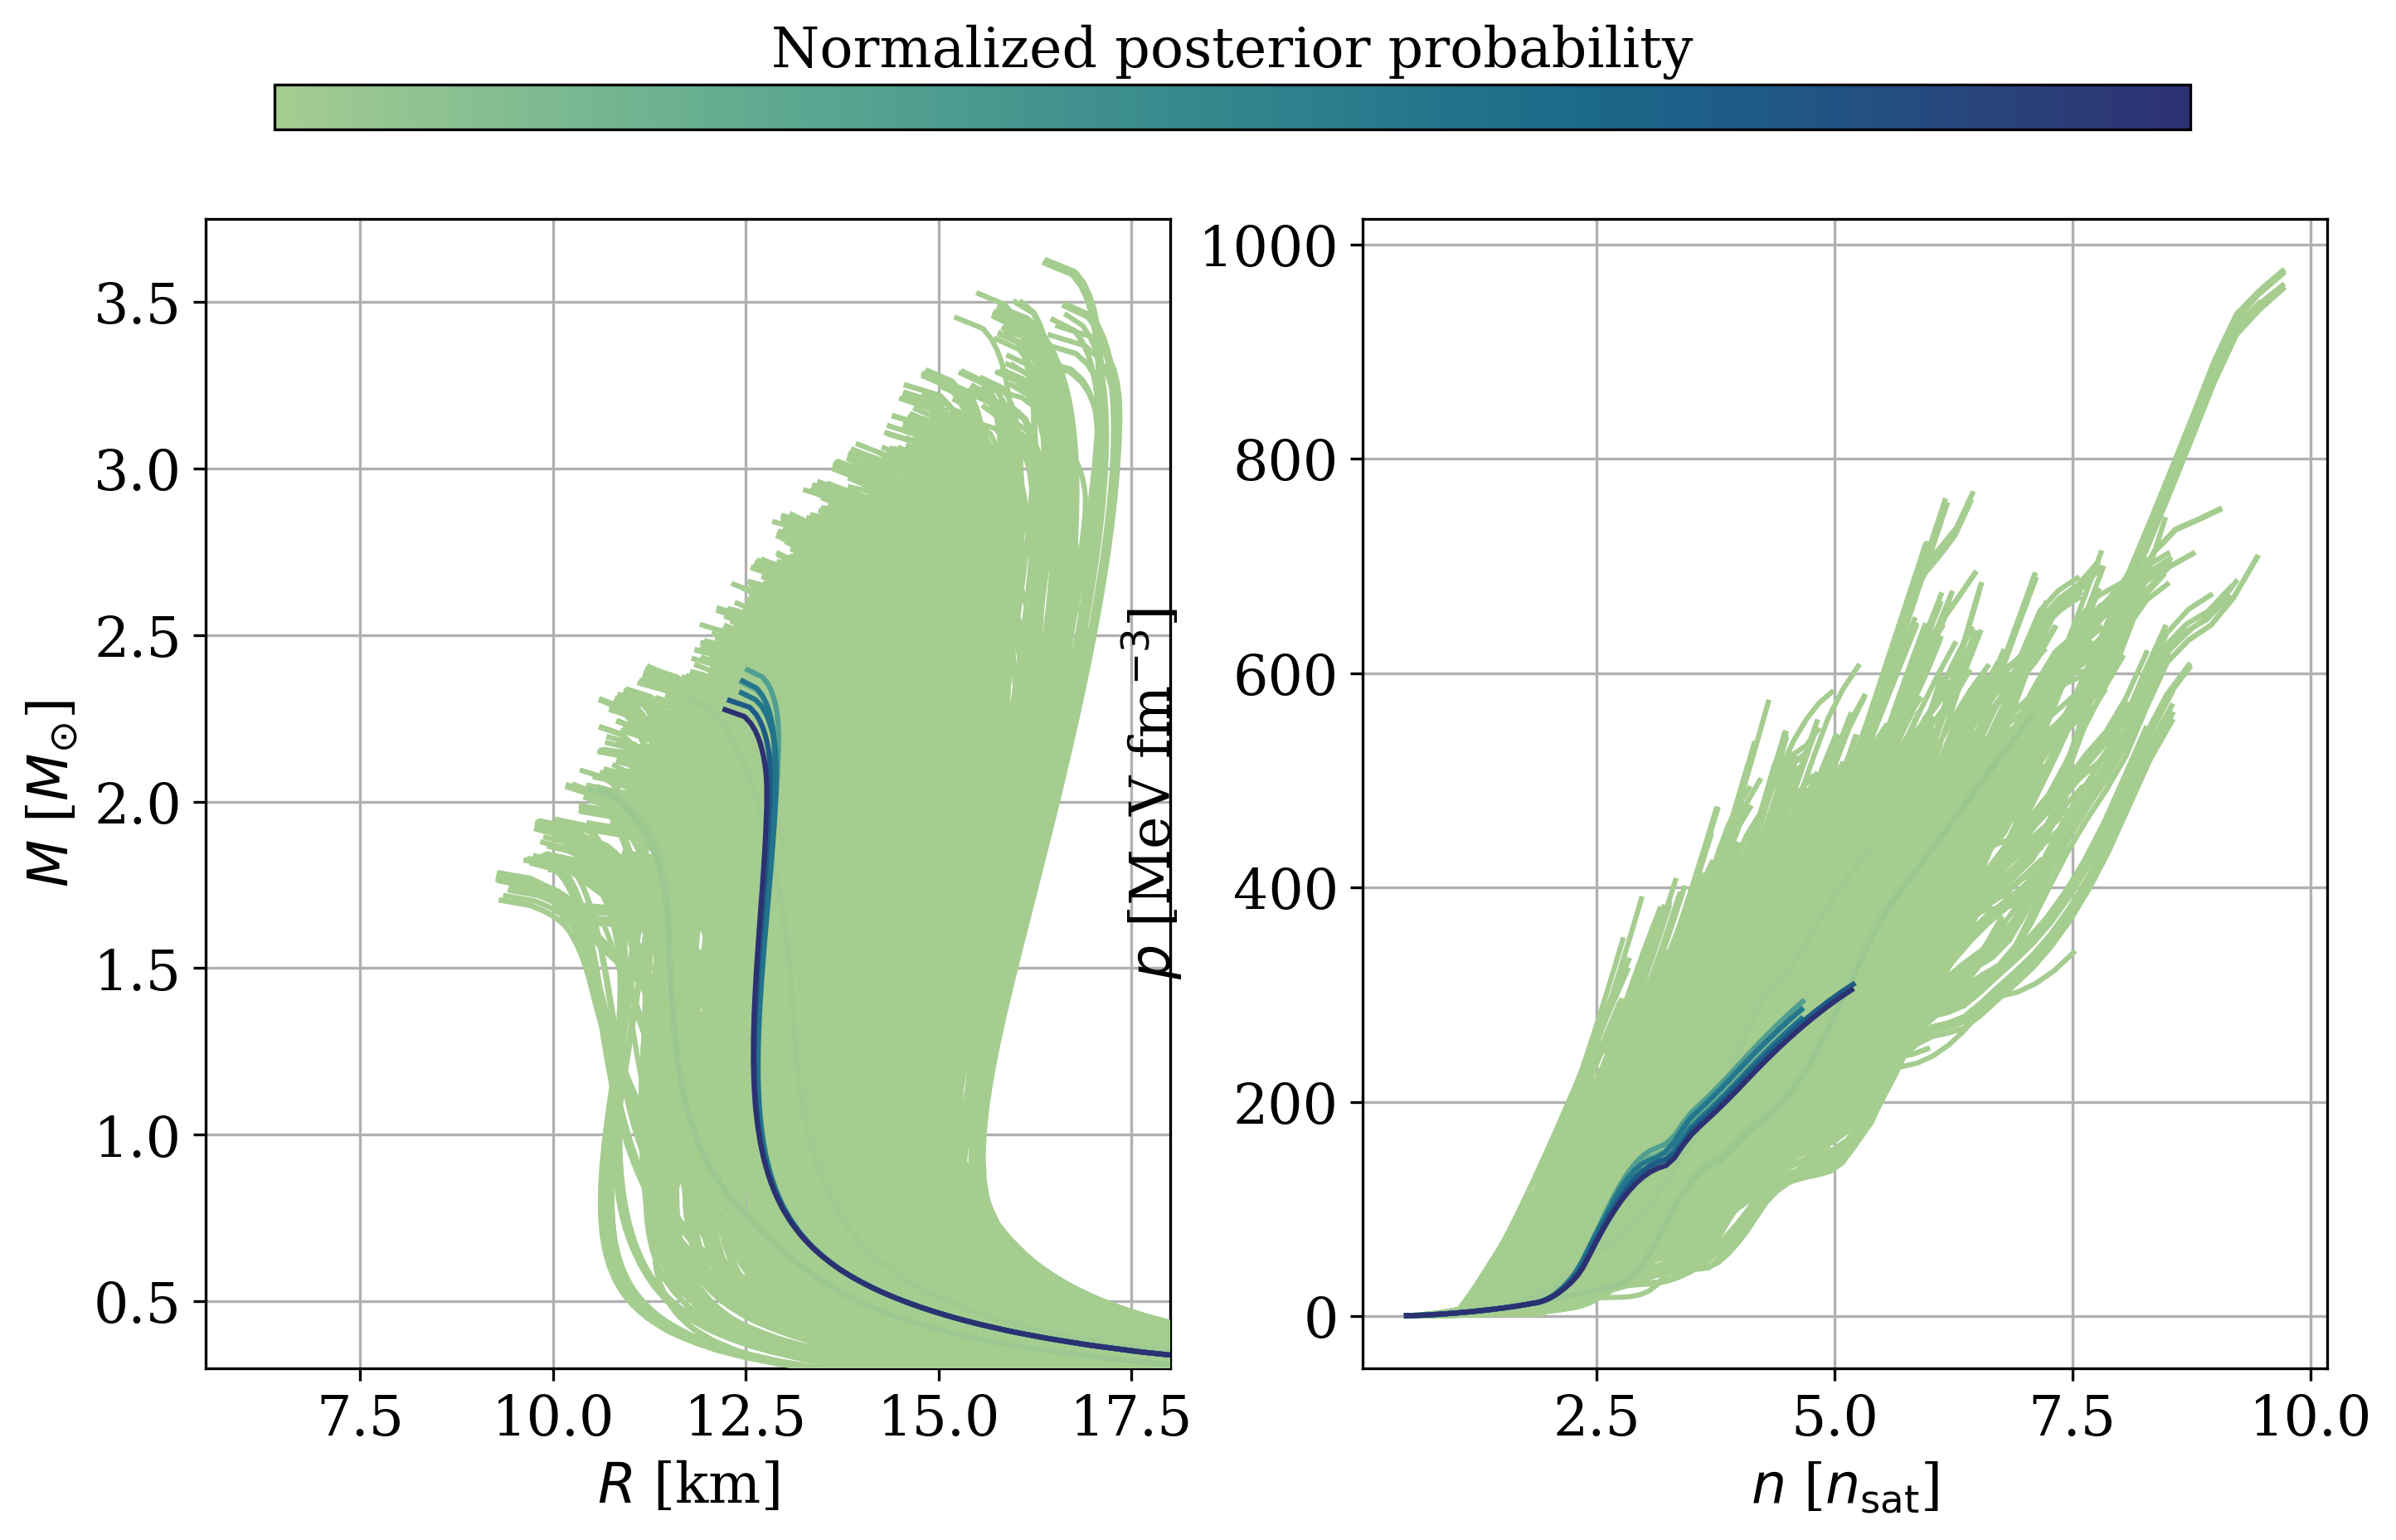 Normalized posterior probability
3.5
3.0
2.5
2.0
1.5
1.0
0.5
M [M⊙]
7.5 10.0 12.5 15.0 17.5
R [km]
1000
800
600
400
200
0
p [MeV fm⁻³]
2.5 5.0 7.5 10.0
n [n_sat]